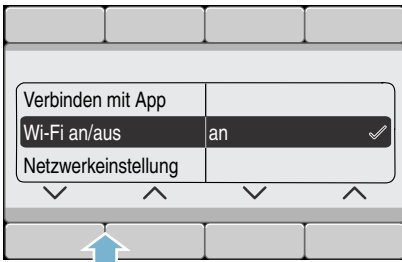 Verbinden mit App
Wi-Fi an/aus an
Netzwerkeinstellung